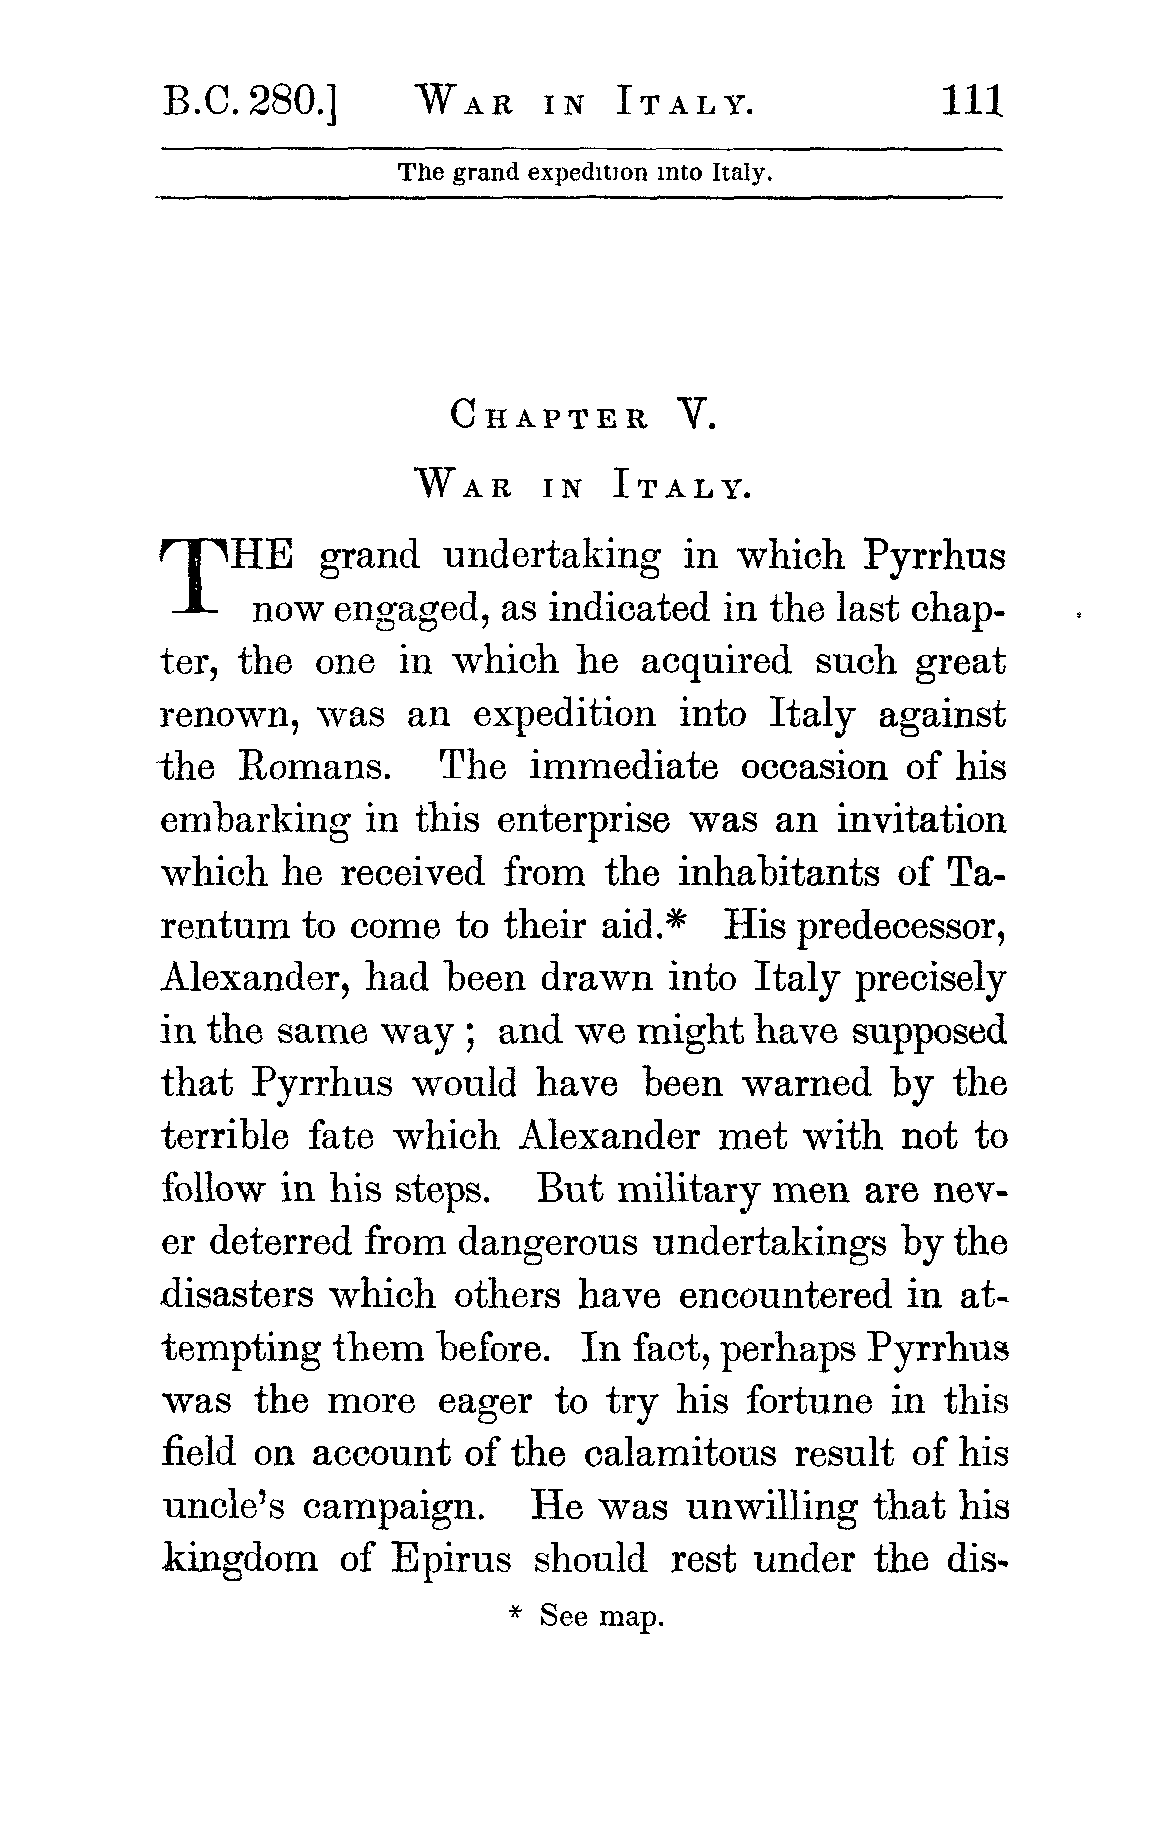 B.C. 280.] WAR IN ITALY. 111
The grand expedition into Italy.
CHAPTER V.
WAR IN ITALY.
THE grand undertaking in which Pyrrhus
now engaged, as indicated in the last chap-
ter, the one in which he acquired such great
renown, was an expedition into Italy against
the Romans. The immediate occasion of his
embarking in this enterprise was an invitation
which he received from the inhabitants of Ta-
rentum to come to their aid.* His predecessor,
Alexander, had been drawn into Italy precisely
in the same way ; and we might have supposed
that Pyrrhus would have been warned by the
terrible fate which Alexander met with not to
follow in his steps. But military men are nev-
er deterred from dangerous undertakings by the
disasters which others have encountered in at-
tempting them before. In fact, perhaps Pyrrhus
was the more eager to try his fortune in this
field on account of the calamitous result of his
uncle's campaign. He was unwilling that his
kingdom of Epirus should rest under the dis-
* See map.